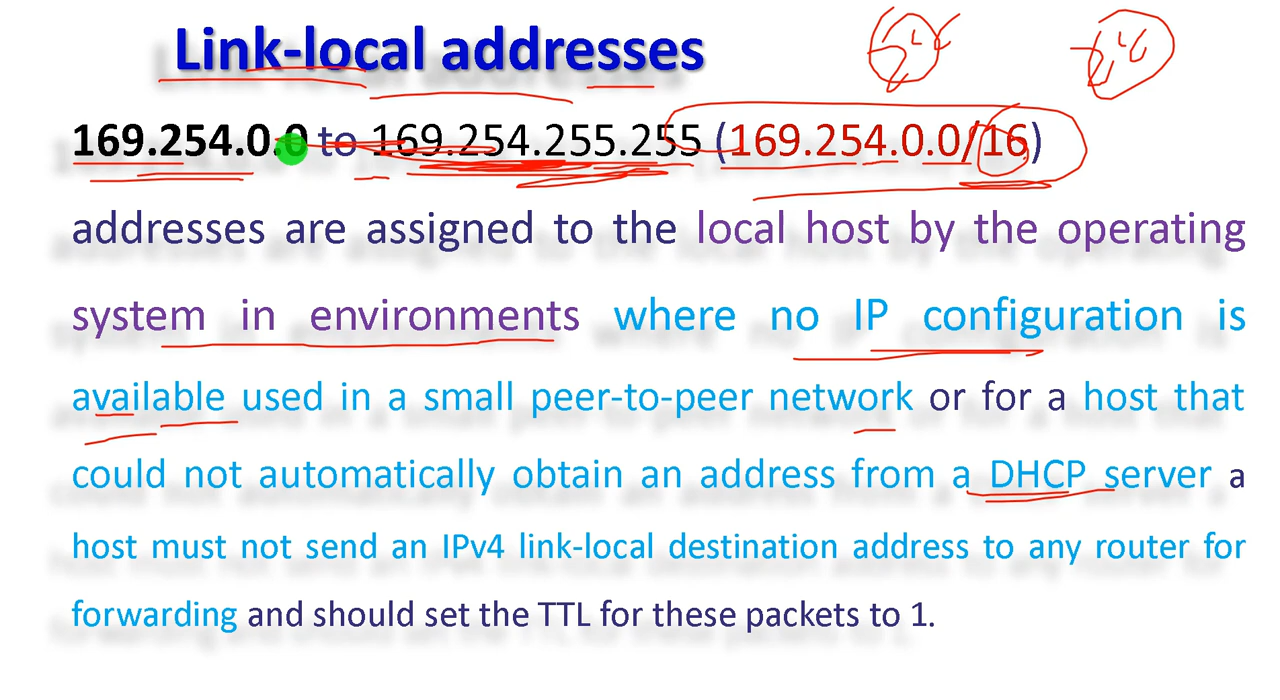 Link-local addresses
169.254.0.0 to 169.254.255.255 (169.254.0.0/16)
addresses are assigned to the local host by the operating
system in environments where no IP configuration is
available used in a small peer-to-peer network or for a host that
could not automatically obtain an address from a DHCP server a
host must not send an IPv4 link-local destination address to any router for
forwarding and should set the TTL for these packets to 1.